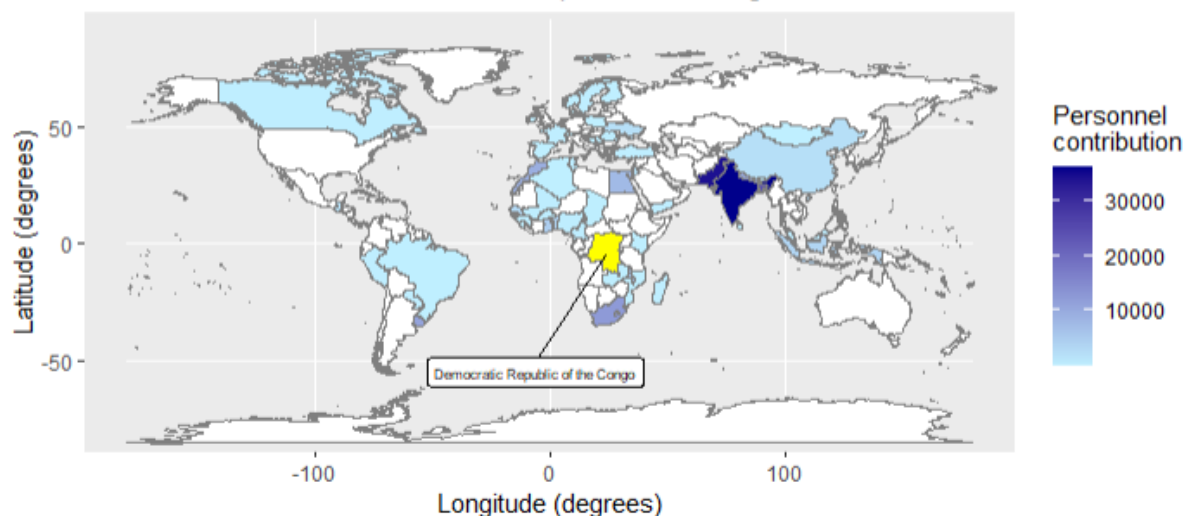 Personnel
contribution
30000
20000
10000
50
0
-50
Latitude (degrees)
Democratic Republic of the Congo
-100
0
100
Longitude (degrees)